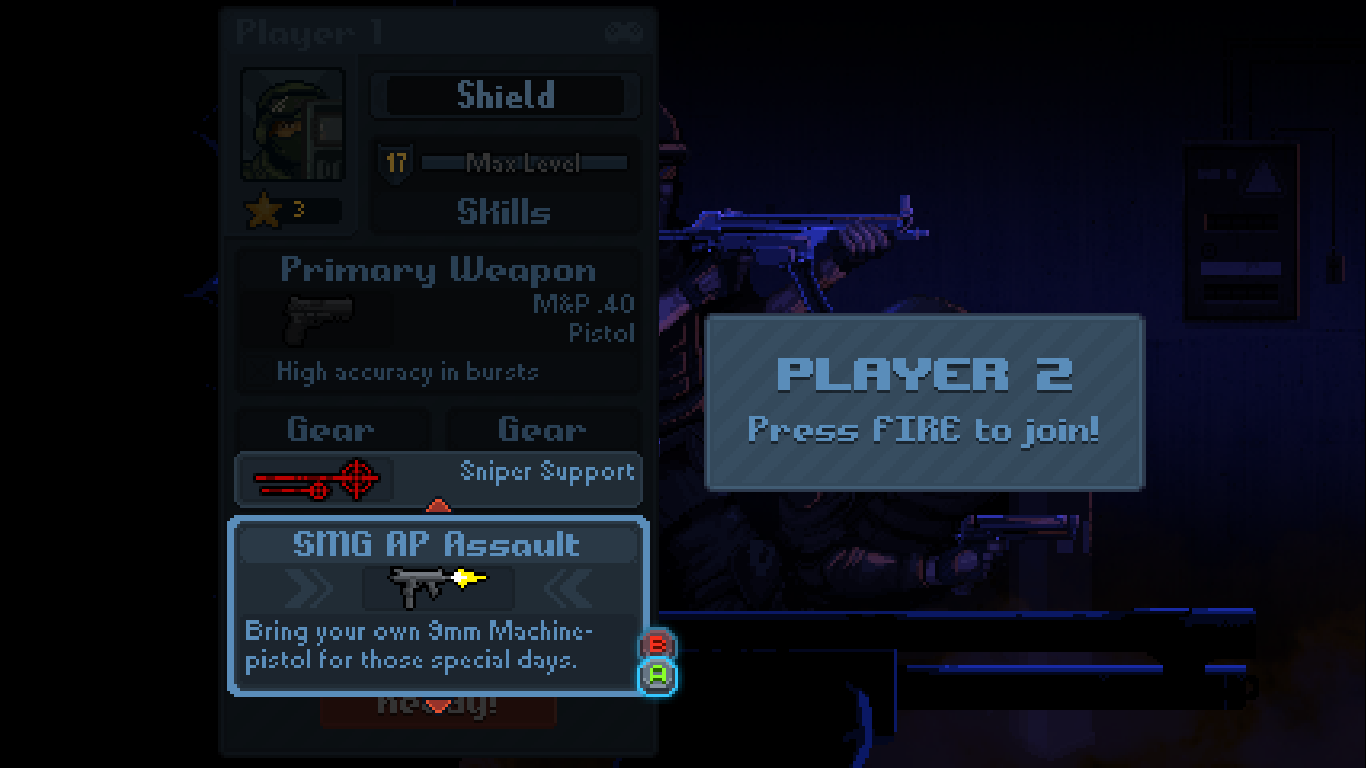 Player 1
Shield
17
Max Level
3
Skills
Primary Weapon
M&P .40
Pistol
High accuracy in bursts
Gear
Gear
Sniper Support
SMG AP Assault
Bring your own 9mm Machine-
pistol for those special days.
B
A
Ready!
PLAYER 2
Press FIRE to join!